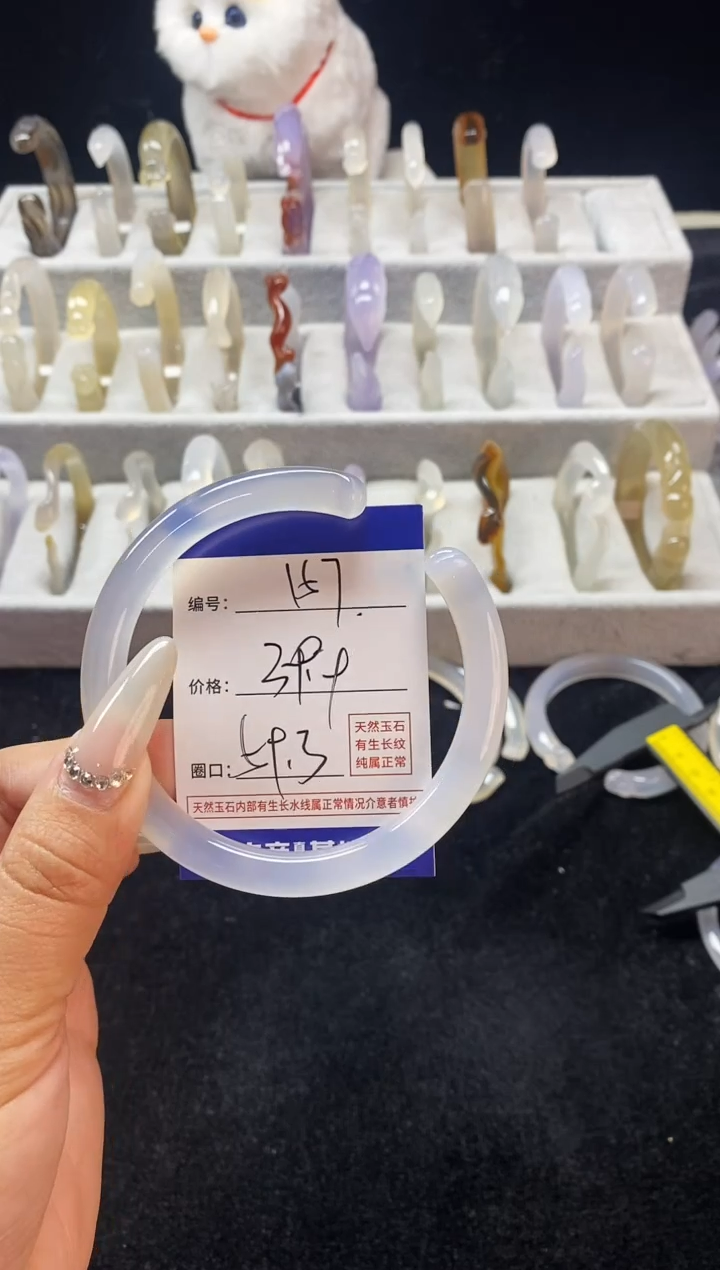 编号: 157.
价格:
圈口:
天然玉石
有生长纹
纯属正常
天然玉石内部有生长水线属正常情况介意者慎